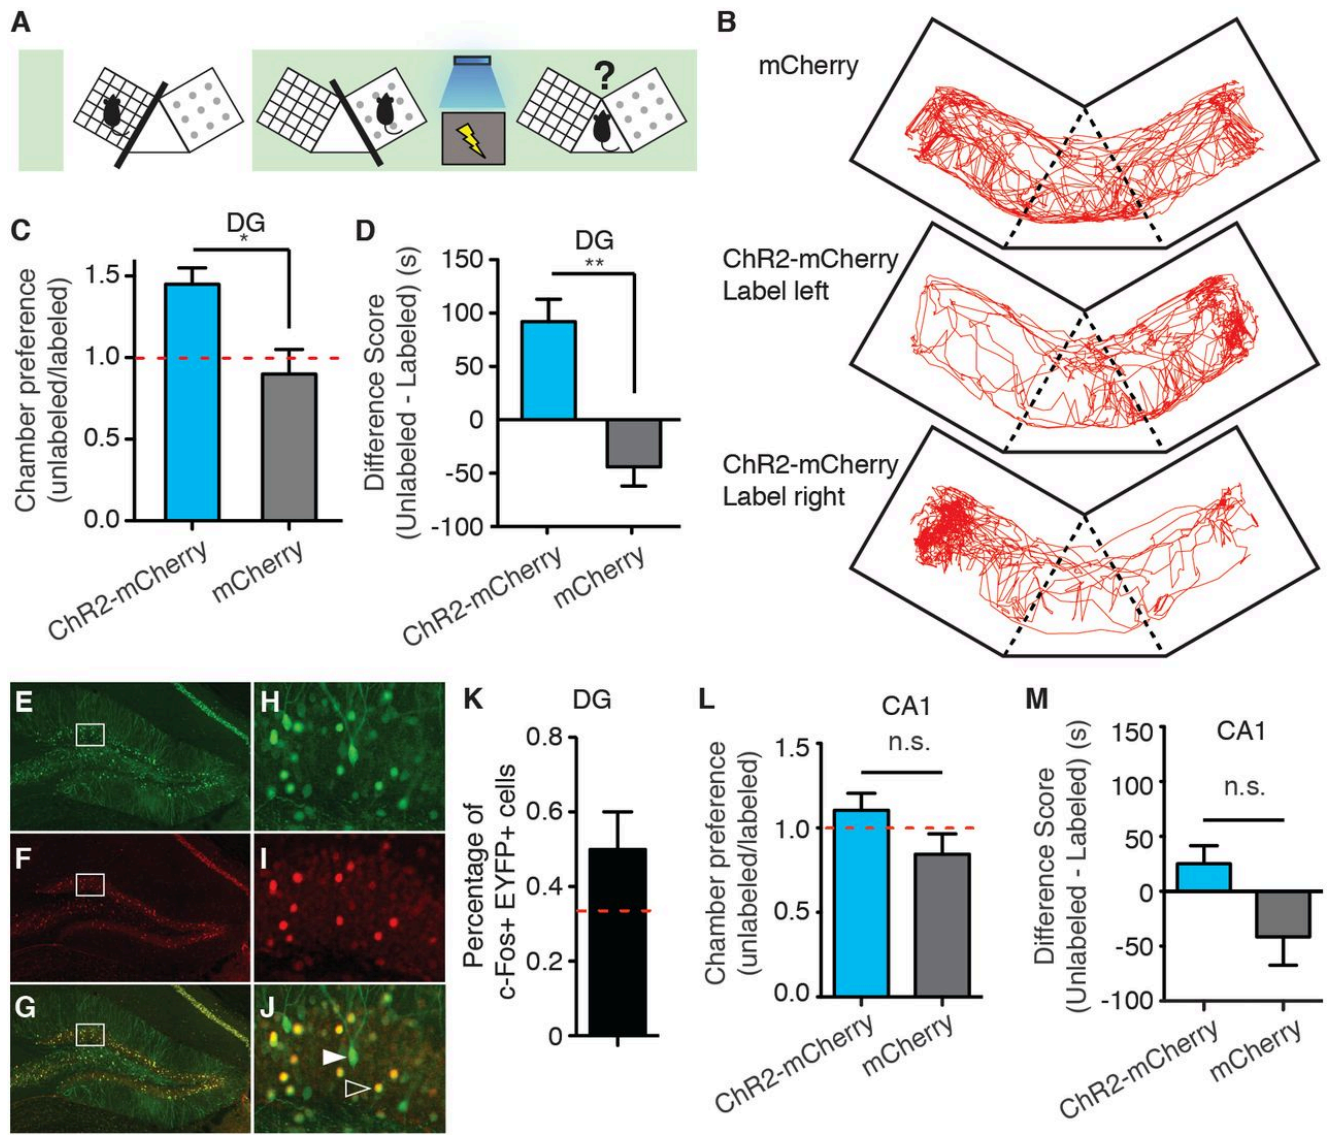 A
?
B
mCherry
ChR2-mCherry
Label left
ChR2-mCherry
Label right
C
DG
*
Chamber preference
(unlabeled/labeled)
1.5
1.0
0.5
0.0
ChR2-mCherry
mCherry
D
DG
**
Difference Score
(Unlabeled - Labeled) (s)
150
100
50
0
-50
-100
ChR2-mCherry
mCherry
E
F
G
H
I
J
K
DG
Percentage of
c-Fos+ EYFP+ cells
0.8
0.6
0.4
0.2
0
L
CA1
n.s.
Chamber preference
(unlabeled/labeled)
1.5
1.0
0.5
0.0
ChR2-mCherry
mCherry
M
CA1
n.s.
Difference Score
(Unlabeled - Labeled) (s)
150
100
50
0
-50
-100
ChR2-mCherry
mCherry